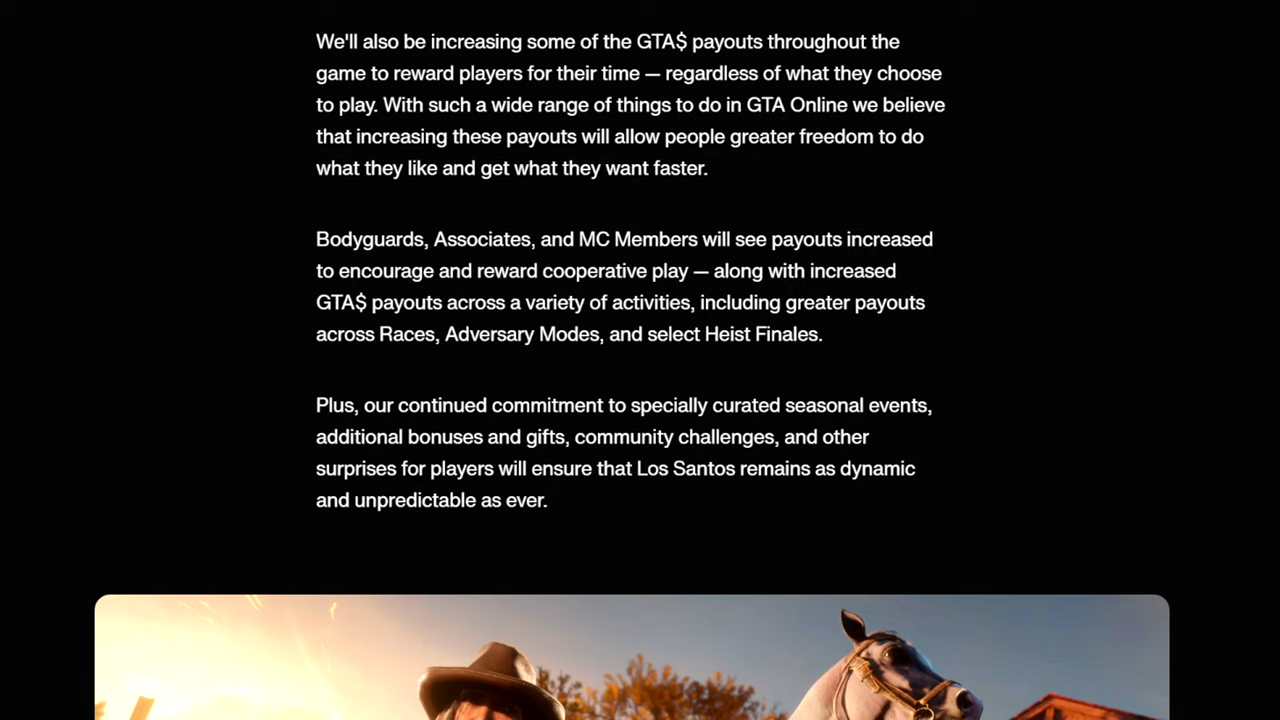 We'll also be increasing some of the GTA$ payouts throughout the
game to reward players for their time — regardless of what they choose
to play. With such a wide range of things to do in GTA Online we believe
that increasing these payouts will allow people greater freedom to do
what they like and get what they want faster.
Bodyguards, Associates, and MC Members will see payouts increased
to encourage and reward cooperative play — along with increased
GTA$ payouts across a variety of activities, including greater payouts
across Races, Adversary Modes, and select Heist Finales.
Plus, our continued commitment to specially curated seasonal events,
additional bonuses and gifts, community challenges, and other
surprises for players will ensure that Los Santos remains as dynamic
and unpredictable as ever.